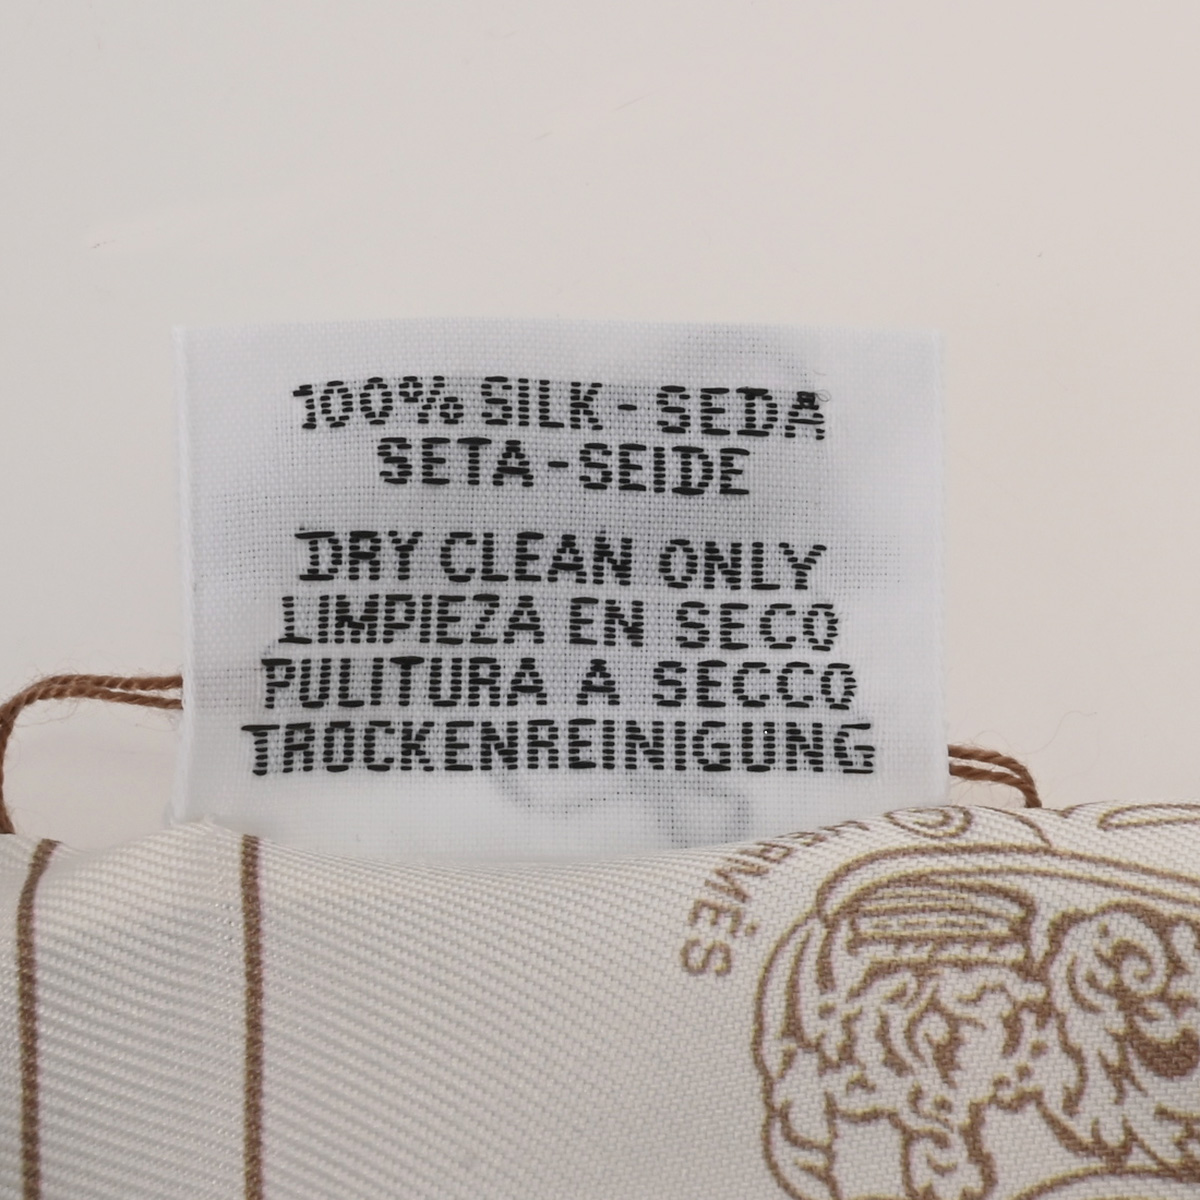 100% SILK - SEDA
SETA - SEIDE
DRY CLEAN ONLY
LIMPIEZA EN SECO
PULITURA A SECCO
TROCKENREINIGUNG
HERMÈS